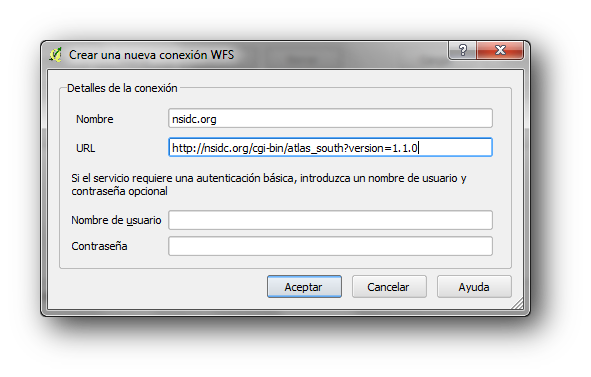 Crear una nueva conexión WFS
Detalles de la conexión
Nombre
nsidc.org
URL
http://nsidc.org/cgi-bin/atlas_south?version=1.1.0
Si el servicio requiere una autenticación básica, introduzca un nombre de usuario y
contraseña opcional
Nombre de usuario
Contraseña
Aceptar
Cancelar
Ayuda